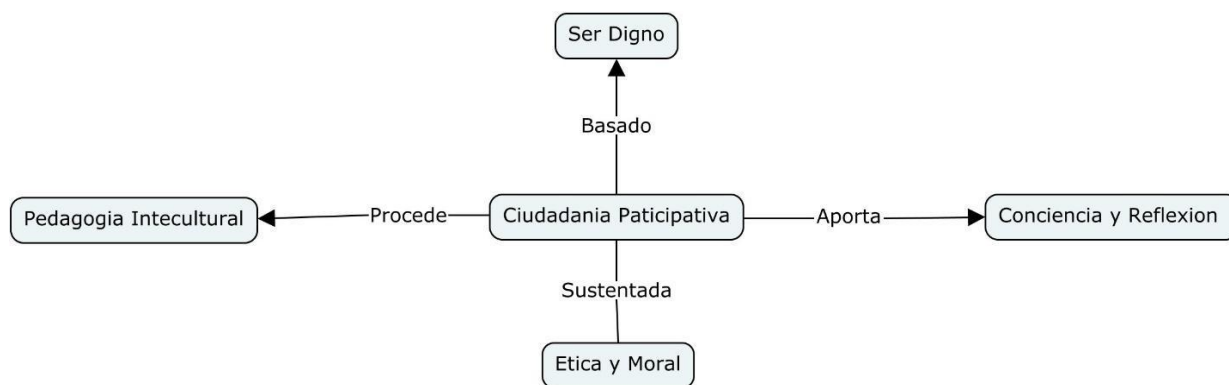 Ser Digno
Basado
Pedagogia Intecultural
Procede
Ciudadania Paticipativa
Aporta
Conciencia y Reflexion
Sustentada
Etica y Moral